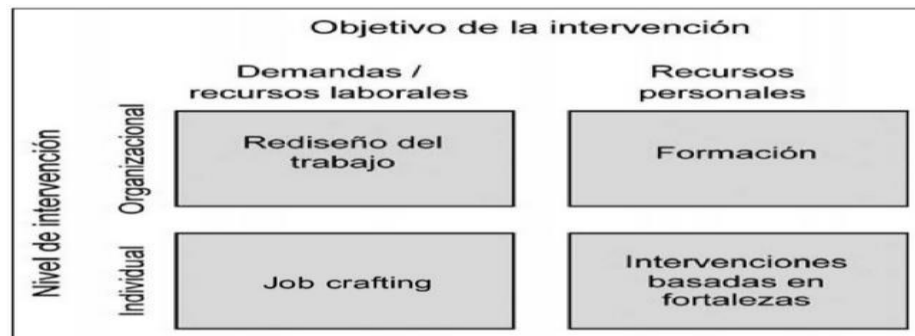 Objetivo de la intervención
Demandas /
recursos laborales
Recursos
personales
Nivel de intervención
Organizacional
Rediseño del
trabajo
Formación
Individual
Job crafting
Intervenciones
basadas en
fortalezas